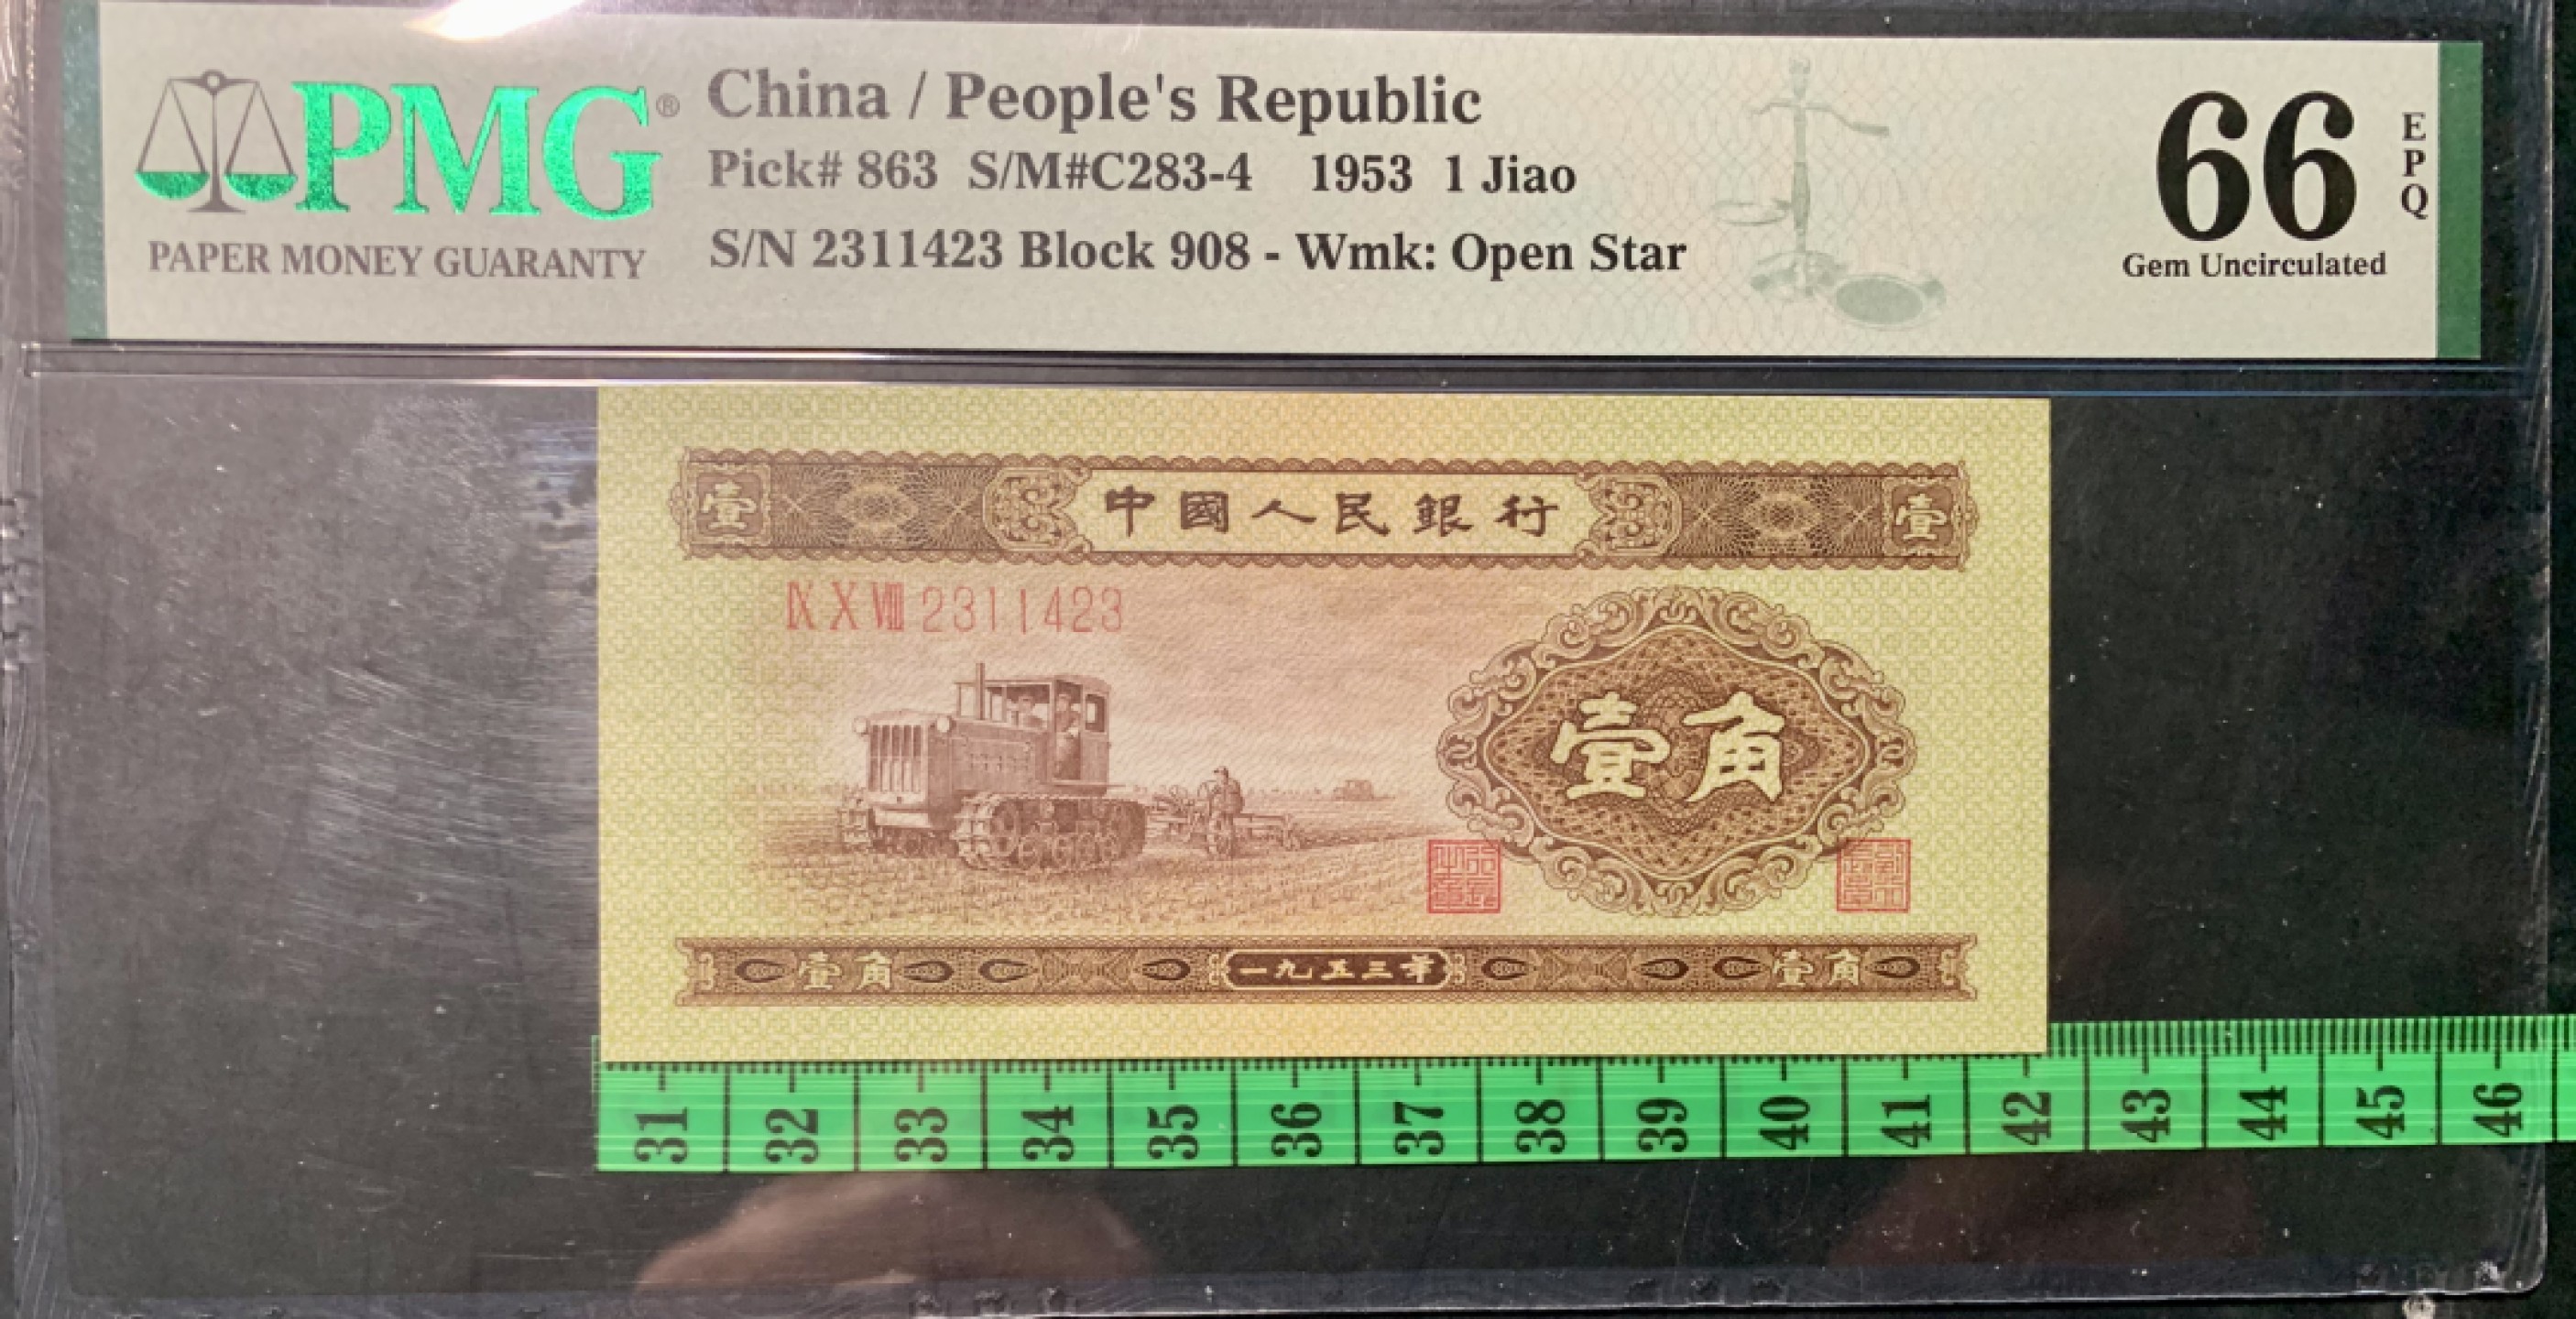 PMG®
PAPER MONEY GUARANTY
China / People's Republic
Pick# 863 S/M#C283-4 1953 1 Jiao
S/N 2311423 Block 908 - Wmk: Open Star
66
EPQ
Gem Uncirculated
壹 中國人民銀行 壹
IX X VIII 2311423
壹角
壹角 一九五三年 壹角
31 32 33 34 35 36 37 38 39 40 41 42 43 44 45 46